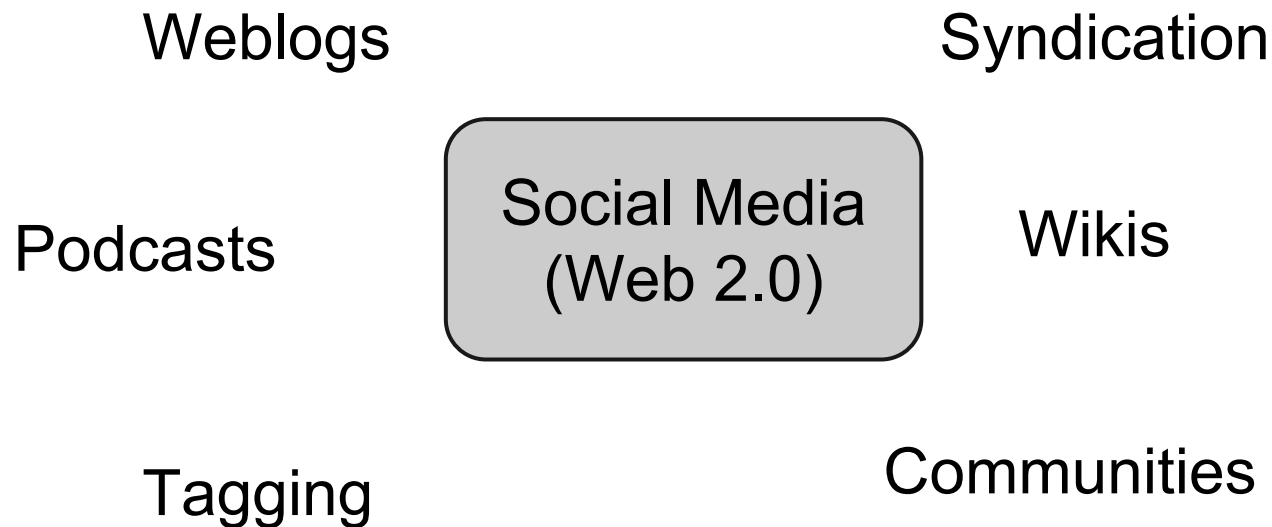 Weblogs
Syndication
Social Media
(Web 2.0)
Podcasts
Wikis
Tagging
Communities